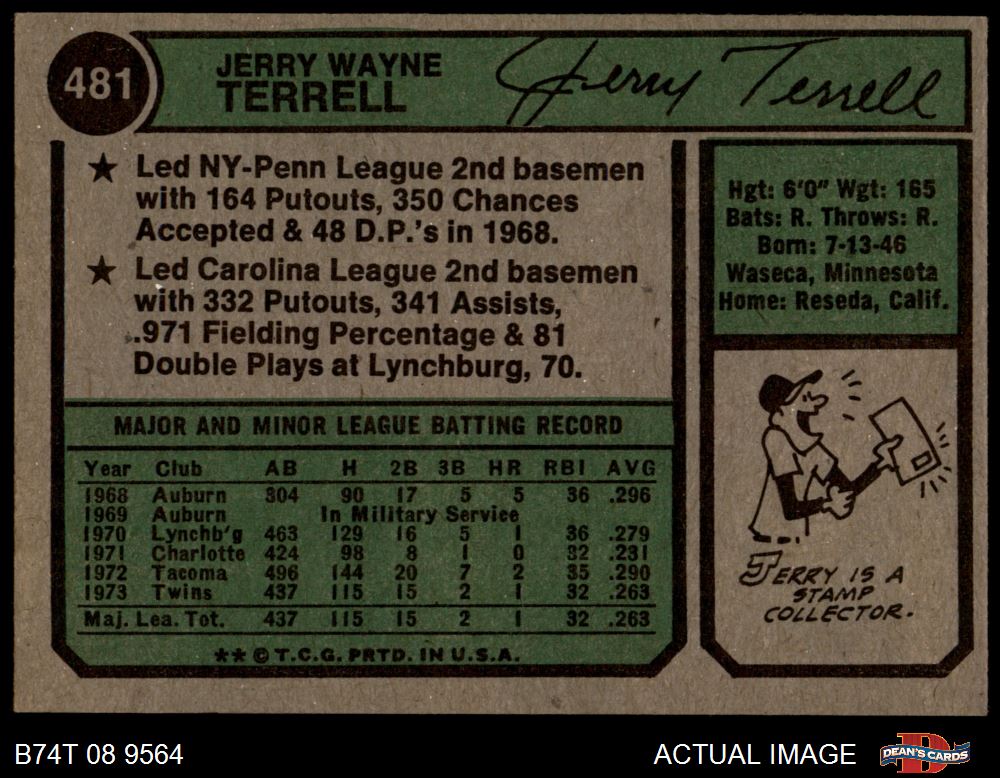 481
JERRY WAYNE
TERRELL
Jerry Terrell
★ Led NY-Penn League 2nd basemen
with 164 Putouts, 350 Chances
Accepted & 48 D.P.'s in 1968.
★ Led Carolina League 2nd basemen
with 332 Putouts, 341 Assists,
.971 Fielding Percentage & 81
Double Plays at Lynchburg, 70.
Hgt: 6'0" Wgt: 165
Bats: R. Throws: R.
Born: 7-13-46
Waseca, Minnesota
Home: Reseda, Calif.
MAJOR AND MINOR LEAGUE BATTING RECORD
Year Club AB H 2B 3B HR RBI AVG
1968 Auburn 304 90 17 5 5 36 .296
1969 Auburn In Military Service
1970 Lynchb'g 463 129 16 5 1 36 .279
1971 Charlotte 424 98 8 1 0 32 .231
1972 Tacoma 496 144 20 7 2 35 .290
1973 Twins 437 115 15 2 1 32 .263
Maj. Lea. Tot. 437 115 15 2 1 32 .263
** © T.C.G. PRTD. IN U.S.A.
JERRY IS A
STAMP
COLLECTOR.
B74T 08 9564
ACTUAL IMAGE
DEAN'S CARDS